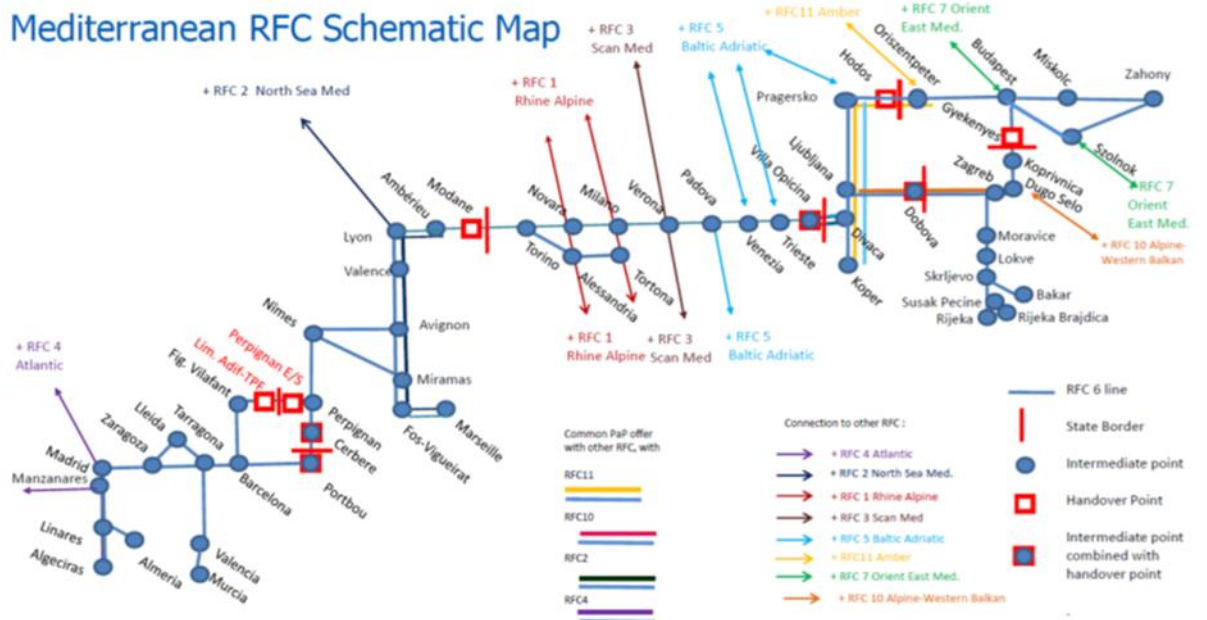 Mediterranean RFC Schematic Map
+ RFC 2 North Sea Med
+ RFC 1
Rhine Alpine
+ RFC 3
Scan Med
+ RFC 5
Baltic Adriatic
+ RFC11 Amber
+ RFC 7 Orient
East Med.
Hodos
Oriszentpeter
Budapest
Miskolc
Zahony
Pragersko
Gyekenyes
Szolnok
Ljubljana
Zagreb
Koprivnica
Dugo Selo
RFC 7
Orient
East Med.
+ RFC 10 Alpine-
Western Balkan
Villa Opicina
Divaca
Dobova
Koper
Moravice
Lokve
Skrljevo
Bakar
Susak Pecine
Rijeka
Rijeka Brajdica
Ambérieu
Modane
Lyon
Novara
Milano
Verona
Padova
Venezia
Trieste
Torino
Alessandria
Tortona
+ RFC 1
Rhine Alpine
+ RFC 3
Scan Med
+ RFC 5
Baltic Adriatic
Valence
Nimes
Avignon
Miramas
Fos-Vigueirat
Marseille
+ RFC 4
Atlantic
Perpignan E/S
Lim. Adif-TPF
Fig. Vilafant
Perpignan
Cerbere
Portbou
Tarragona
Lleida
Zaragoza
Madrid
Manzanares
Barcelona
Linares
Algeciras
Almeria
Valencia
Murcia
Common PaP offer
with other RFC, with
RFC11
RFC10
RFC2
RFC4
Connection to other RFC :
+ RFC 4 Atlantic
+ RFC 2 North Sea Med.
+ RFC 1 Rhine Alpine
+ RFC 3 Scan Med
+ RFC 5 Baltic Adriatic
+ RFC11 Amber
+ RFC 7 Orient East Med.
+ RFC 10 Alpine-Western Balkan
RFC 6 line
State Border
Intermediate point
Handover Point
Intermediate point
combined with
handover point